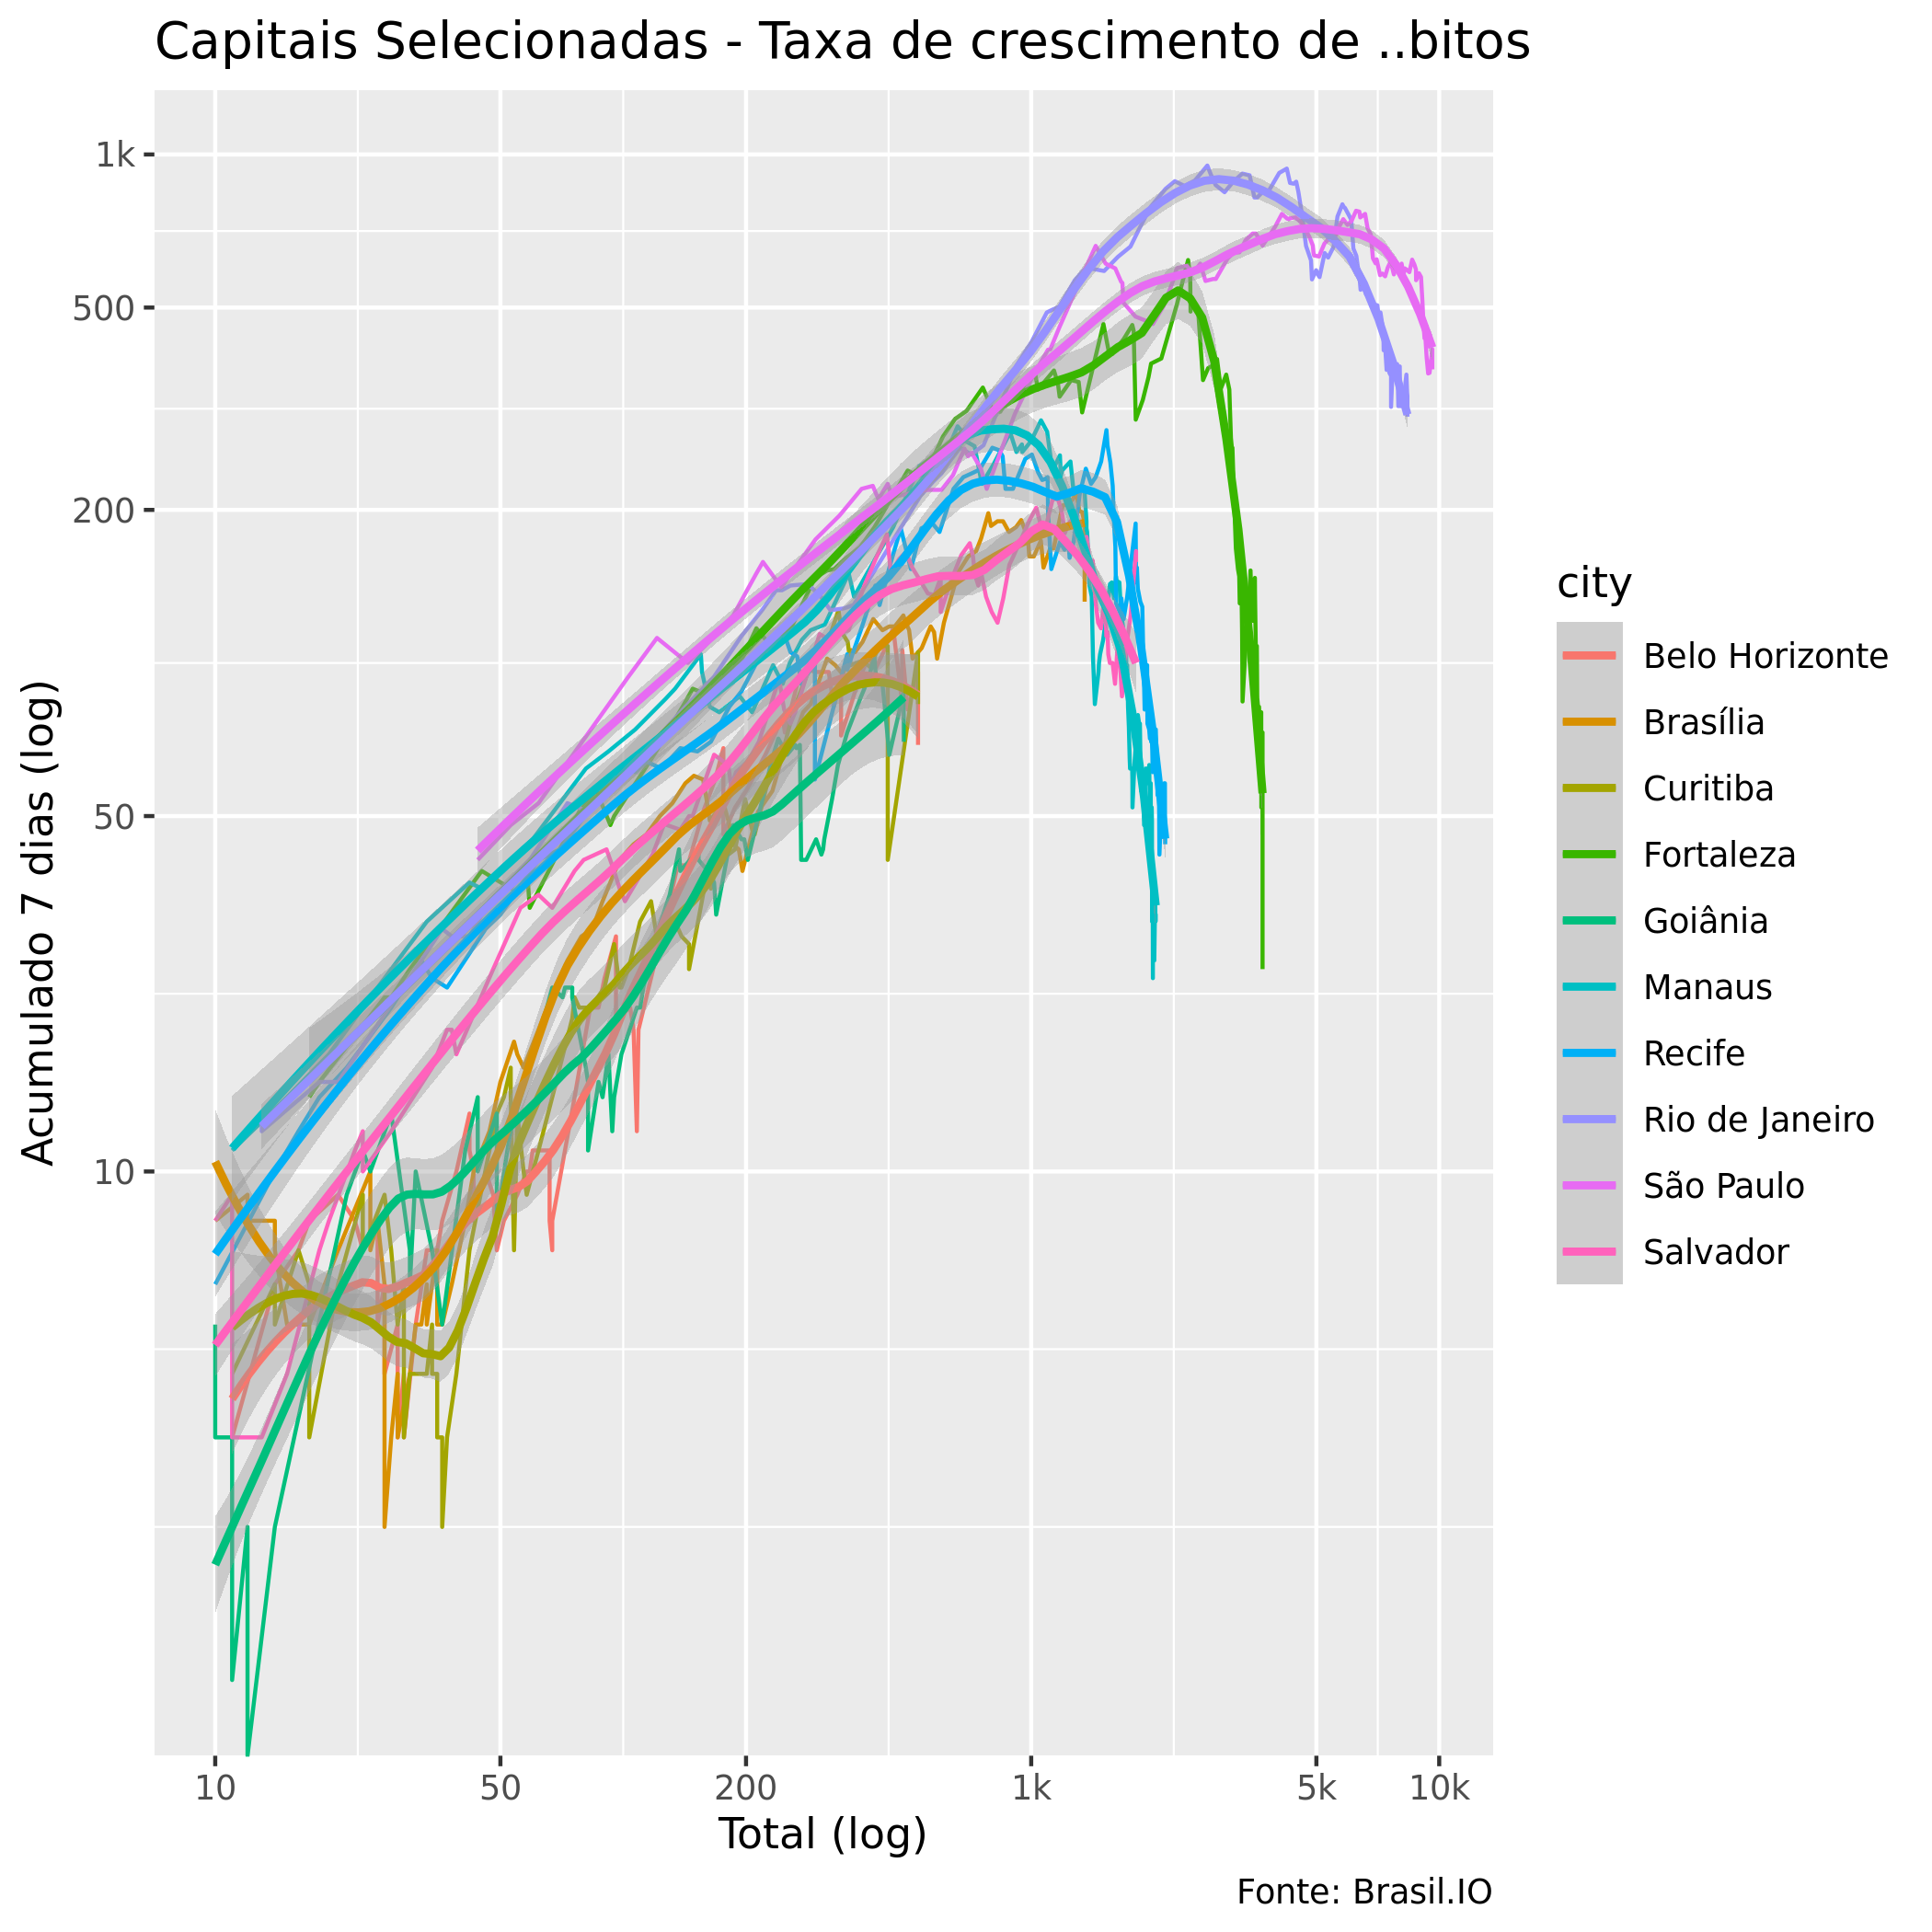 Capitais Selecionadas - Taxa de crescimento de ..bitos
1k
500
200
50
10
Acumulado 7 dias (log)
10
50
200
1k
5k
10k
Total (log)
city
Belo Horizonte
Brasília
Curitiba
Fortaleza
Goiânia
Manaus
Recife
Rio de Janeiro
São Paulo
Salvador
Fonte: Brasil.IO